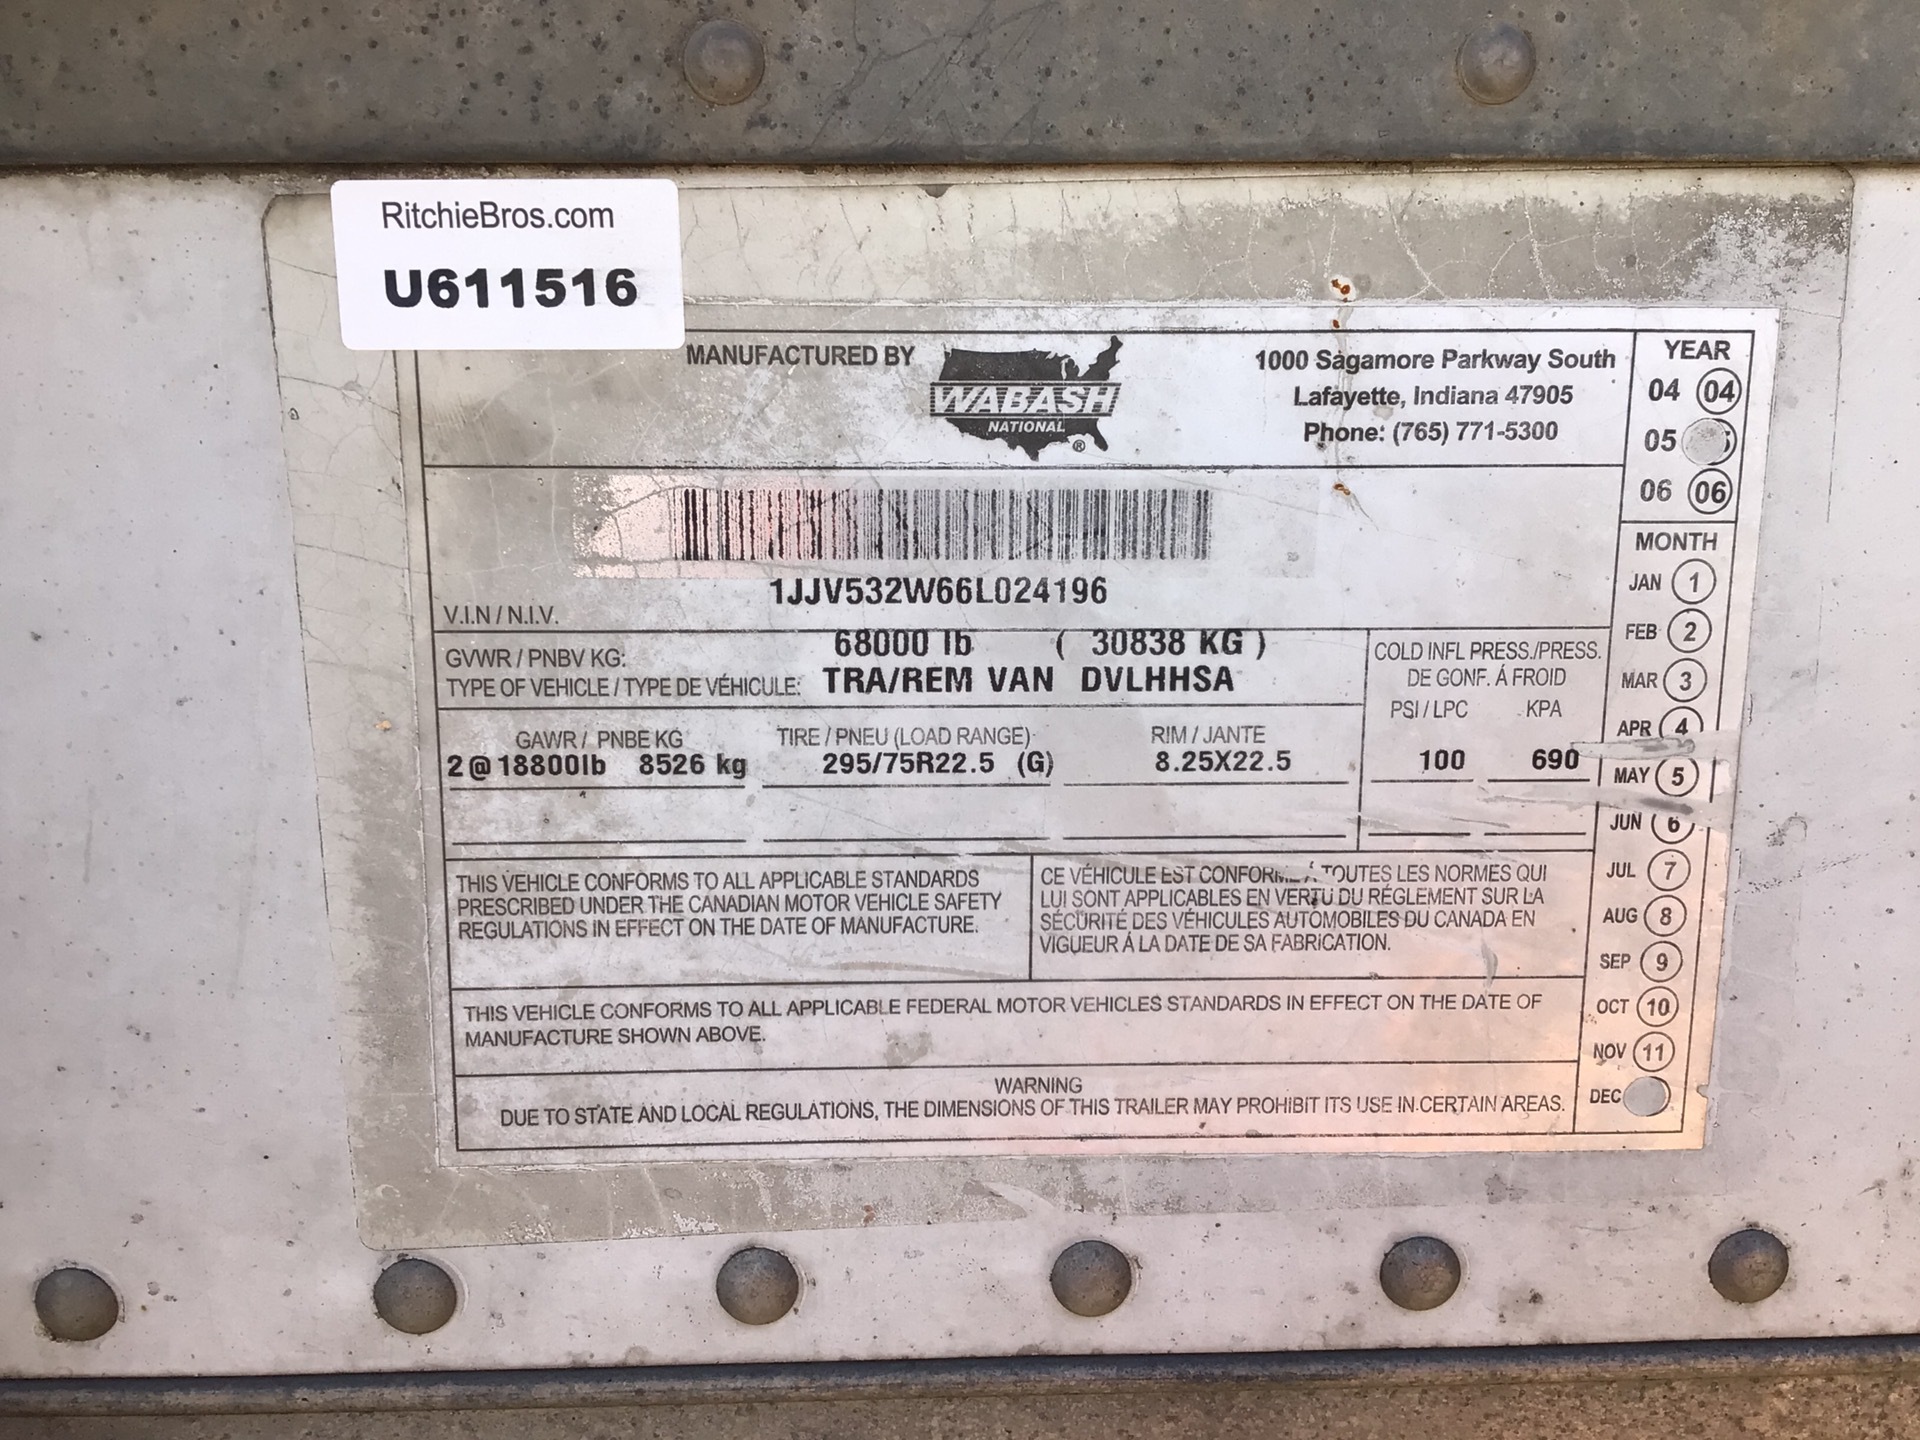 RitchieBros.com
U611516
MANUFACTURED BY
WABASH
NATIONAL
®
1000 Sagamore Parkway South
Lafayette, Indiana 47905
Phone: (765) 771-5300
YEAR
04 04
05
06 06
1JJV532W66L024196
V.I.N / N.I.V.
GVWR / PNBV KG: 68000 lb ( 30838 KG )
TYPE OF VEHICLE / TYPE DE VÉHICULE: TRA/REM VAN DVLHHSA
COLD INFL PRESS./PRESS.
DE GONF. Á FROID
PSI / LPC KPA
GAWR / PNBE KG TIRE / PNEU (LOAD RANGE) RIM / JANTE
2 @ 18800lb 8526 kg 295/75R22.5 (G) 8.25X22.5 100 690
MONTH
JAN 1
FEB 2
MAR 3
APR 4
MAY 5
JUN 6
JUL 7
AUG 8
SEP 9
OCT 10
NOV 11
DEC
THIS VEHICLE CONFORMS TO ALL APPLICABLE STANDARDS
PRESCRIBED UNDER THE CANADIAN MOTOR VEHICLE SAFETY
REGULATIONS IN EFFECT ON THE DATE OF MANUFACTURE.
CE VÉHICULE EST CONFORME Á TOUTES LES NORMES QUI
LUI SONT APPLICABLES EN VERTU DU RÉGLEMENT SUR LA
SÉCURITÉ DES VÉHICULES AUTOMOBILES DU CANADA EN
VIGUEUR Á LA DATE DE SA FABRICATION.
THIS VEHICLE CONFORMS TO ALL APPLICABLE FEDERAL MOTOR VEHICLES STANDARDS IN EFFECT ON THE DATE OF
MANUFACTURE SHOWN ABOVE.
WARNING
DUE TO STATE AND LOCAL REGULATIONS, THE DIMENSIONS OF THIS TRAILER MAY PROHIBIT ITS USE IN CERTAIN AREAS.